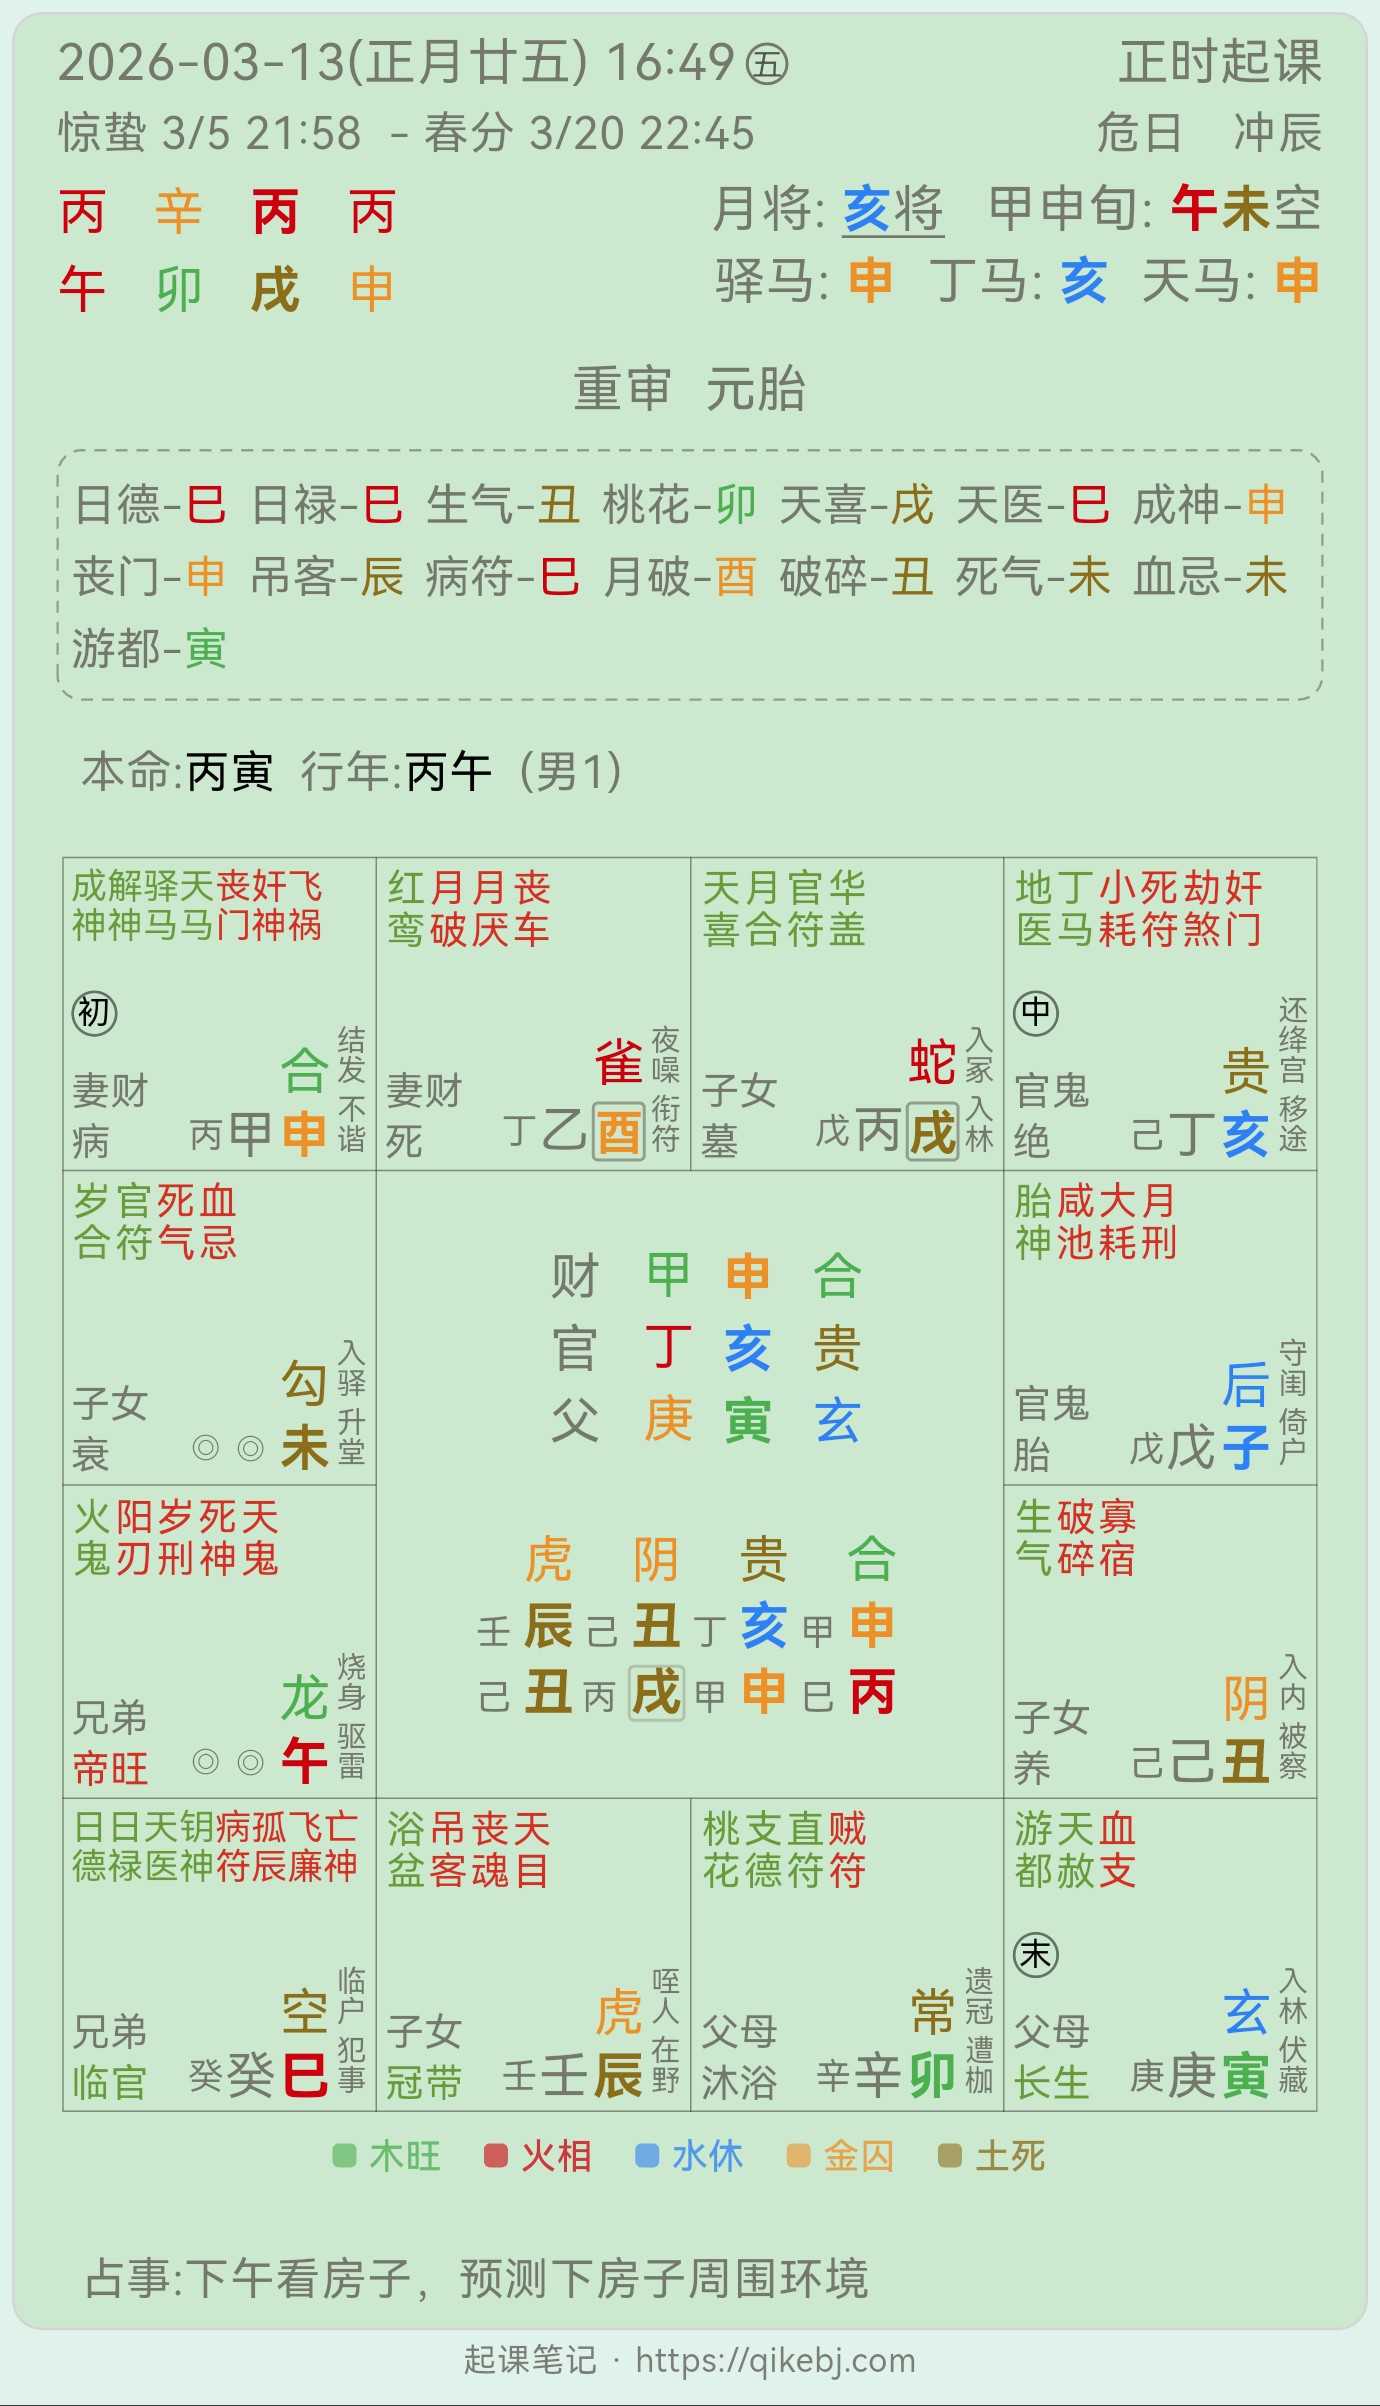 2026-03-13(正月廿五) 16:49 ㊄ 正时起课
惊蛰 3/5 21:58 - 春分 3/20 22:45 危日 冲辰
丙 辛 丙 丙 月将: 亥将 甲申旬: 午未空
午 卯 戌 申 驿马: 申 丁马: 亥 天马: 申
重审 元胎
日德-巳 日禄-巳 生气-丑 桃花-卯 天喜-戌 天医-巳 成神-申
丧门-申 吊客-辰 病符-巳 月破-酉 破碎-丑 死气-未 血忌-未
游都-寅
本命:丙寅 行年:丙午 (男1)
成神 解神 驿马 天马 丧门 奸神 飞祸
初
合 结发 不谐
妻财
病 丙 甲 申
红鸾 月破 月厌 丧车
雀 夜噪 衔符
妻财
死 丁 乙 酉
天喜 月合 官符 华盖
蛇 入冢 入林
子女
墓 戊 丙 戌
地医 丁马 小耗 死符 劫煞 奸门
中
贵 还绛宫 移途
官鬼
绝 己 丁 亥
岁合 官符 死气 血忌
勾 入驿 升堂
子女
衰 ◎ ◎ 未
财 甲 申 合
官 丁 亥 贵
父 庚 寅 玄
胎神 咸池 大耗 月刑
后 守闺 倚户
官鬼
胎 戊 戊 子
火鬼 阳刃 岁刑 死神 天鬼
龙 烧身 驱雷
兄弟
帝旺 ◎ ◎ 午
虎 阴 贵 合
壬 辰 己 丑 丁 亥 甲 申
己 丑 丙 戌 甲 申 巳 丙
生气 破碎 寡宿
阴 入内 被察
子女
养 己 己 丑
日德 日禄 天医 钥神 病符 孤辰 飞廉 亡神
空 临户 犯事
兄弟
临官 癸 癸 巳
浴盆 吊客 丧魂 天目
虎 咥人 在野
子女
冠带 壬 壬 辰
桃花 支德 直符 贼符
常 遗冠 遭枷
父母
沐浴 辛 辛 卯
游都 天赦 血支
末
玄 入林 伏藏
父母
长生 庚 庚 寅
木旺 火相 水休 金囚 土死
占事:下午看房子，预测下房子周围环境
起课笔记 · https://qikebj.com